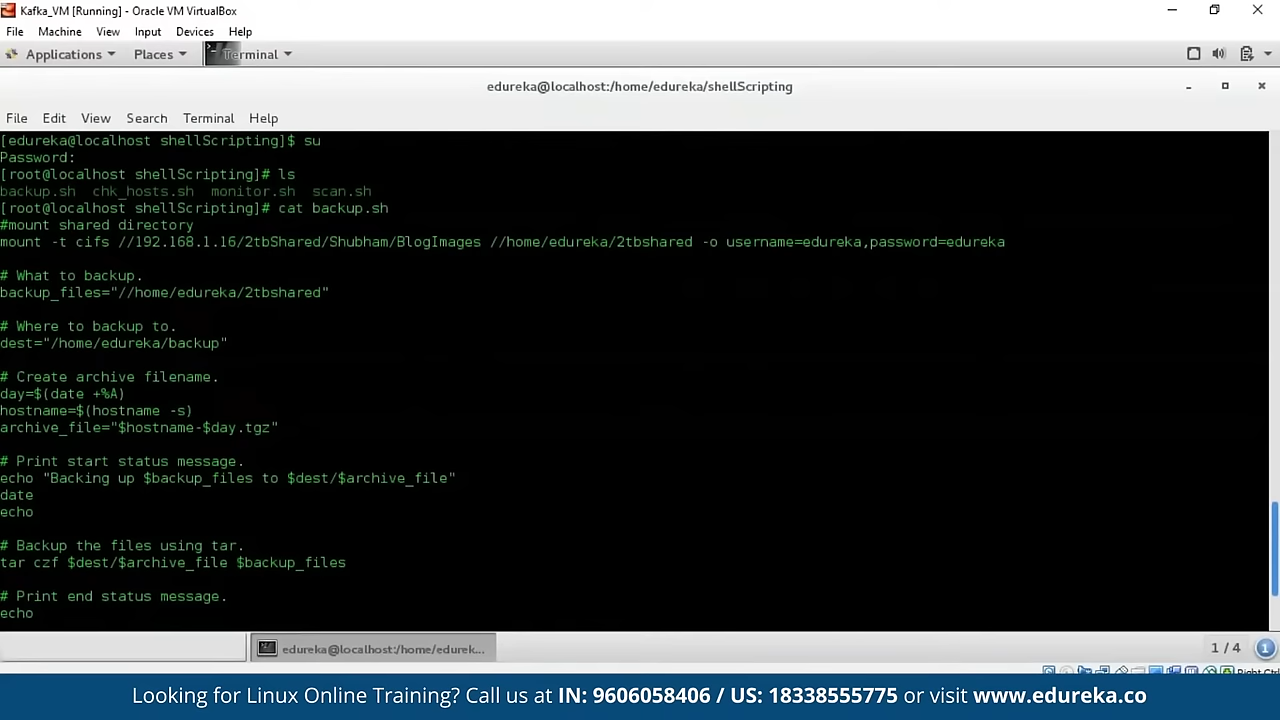 Kafka_VM [Running] - Oracle VM VirtualBox
File Machine View Input Devices Help
Applications Places Terminal
edureka@localhost:/home/edureka/shellScripting
File Edit View Search Terminal Help
[edureka@localhost shellScripting]$ su
Password:
[root@localhost shellScripting]# ls
backup.sh chk_hosts.sh monitor.sh scan.sh
[root@localhost shellScripting]# cat backup.sh
#mount shared directory
mount -t cifs //192.168.1.16/2tbShared/Shubham/BlogImages //home/edureka/2tbshared -o username=edureka,password=edureka
# What to backup.
backup_files="//home/edureka/2tbshared"
# Where to backup to.
dest="/home/edureka/backup"
# Create archive filename.
day=$(date +%A)
hostname=$(hostname -s)
archive_file="$hostname-$day.tgz"
# Print start status message.
echo "Backing up $backup_files to $dest/$archive_file"
date
echo
# Backup the files using tar.
tar czf $dest/$archive_file $backup_files
# Print end status message.
echo
edureka@localhost:/home/edurek... 1 / 4 1
Right Ctrl
Looking for Linux Online Training? Call us at IN: 9606058406 / US: 18338555775 or visit www.edureka.co